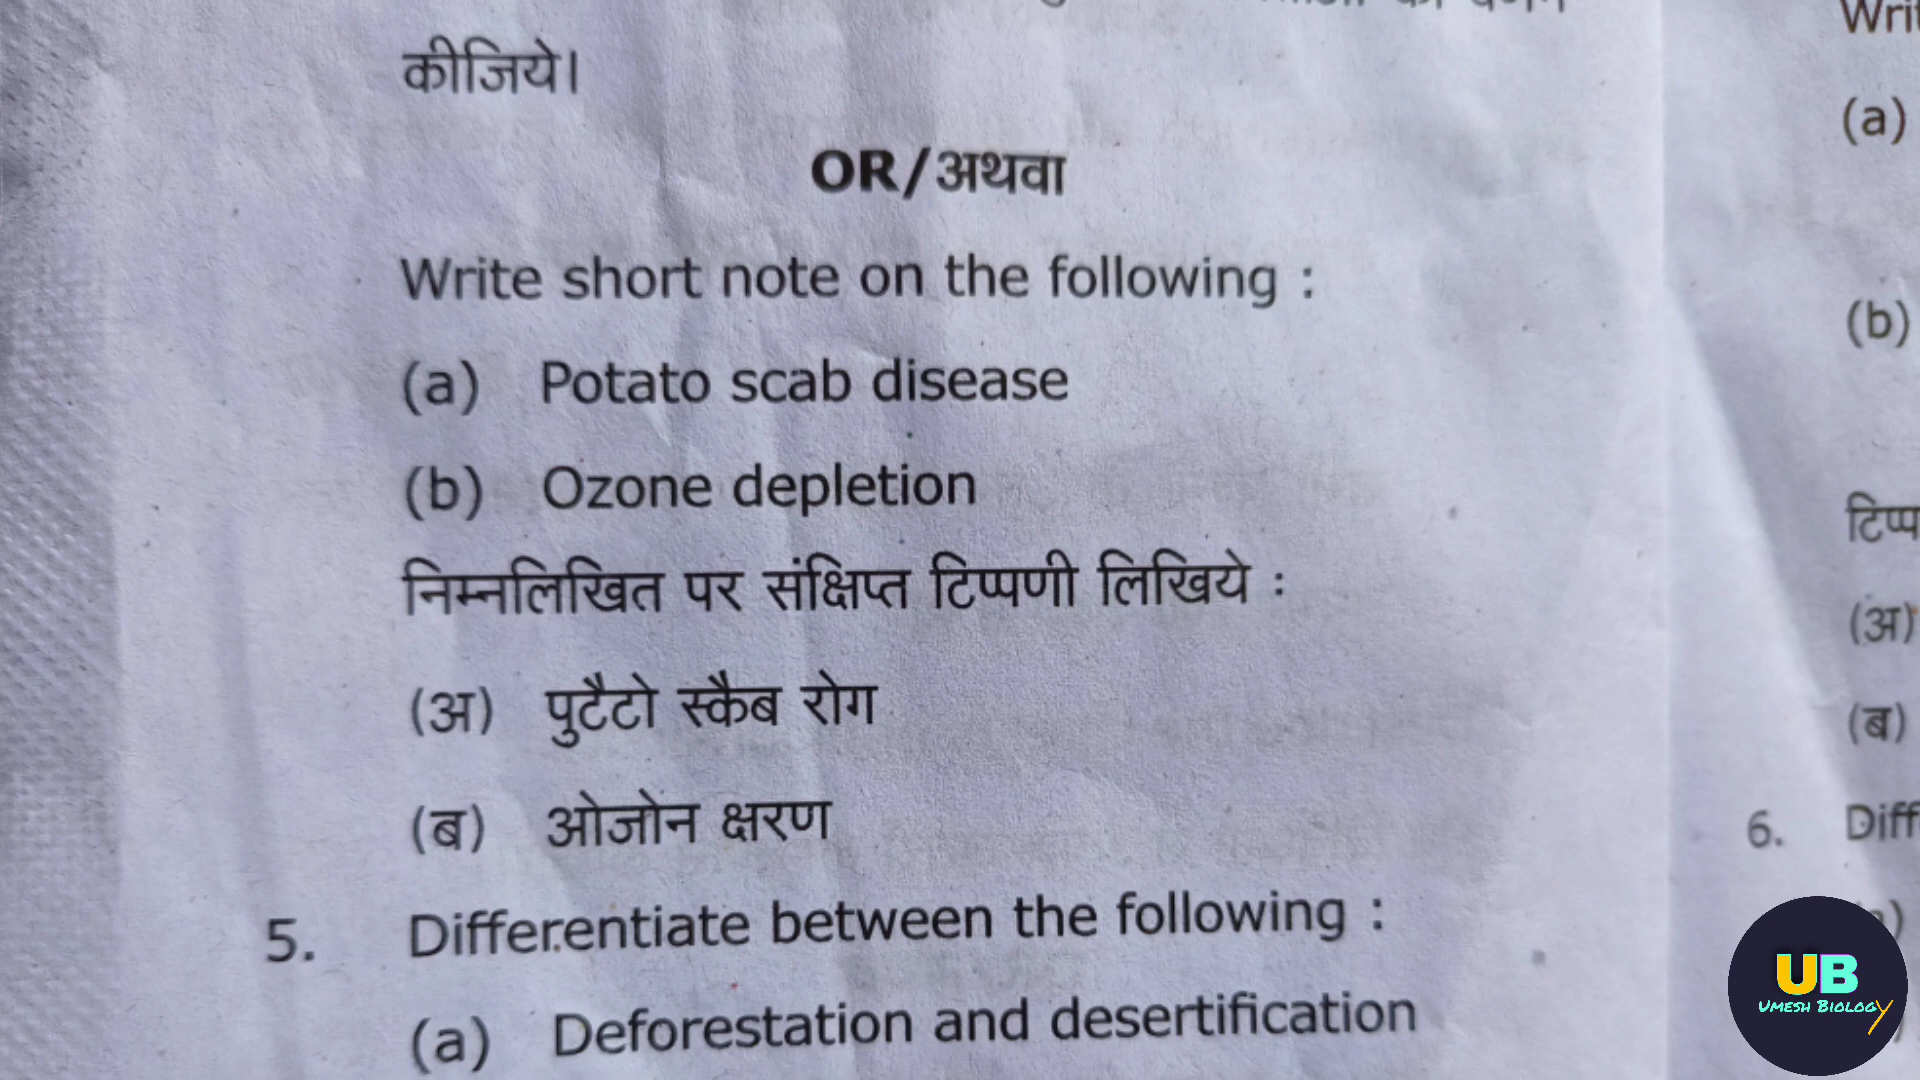 कीजिये।
OR/अथवा
Write short note on the following :
(a) Potato scab disease
(b) Ozone depletion
निम्नलिखित पर संक्षिप्त टिप्पणी लिखिये :
(अ) पुटैटो स्कैब रोग
(ब) ओजोन क्षरण
5. Differentiate between the following :
(a) Deforestation and desertification
(a)
(b)
(अ)
(ब)
6.
UB
UMESH BIOLOGY